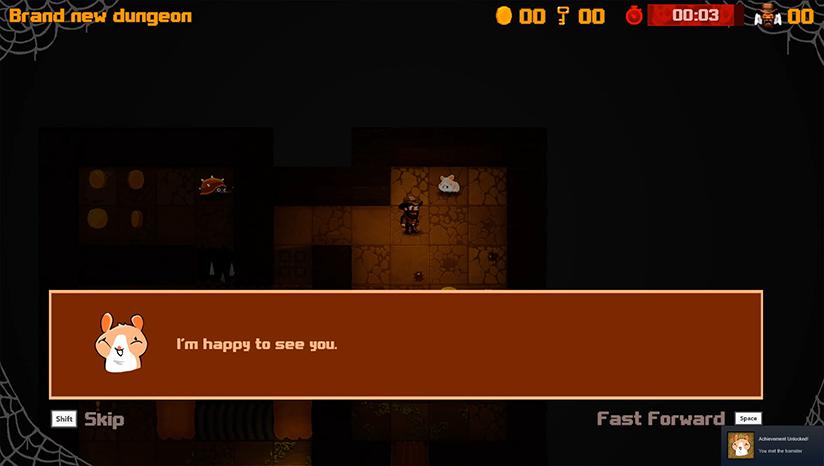 Brand new dungeon
00 00 00:03 00
I'm happy to see you.
Shift Skip
Fast Forward Space
Achievement Unlocked!
You met the hamster